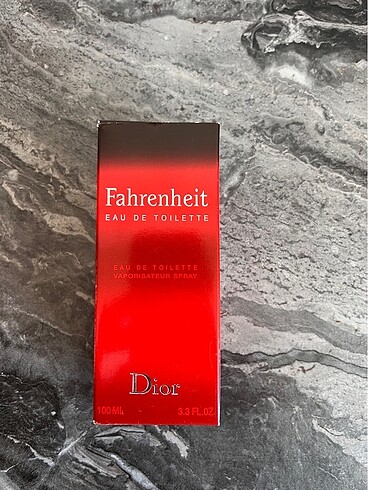 Fahrenheit
EAU DE TOILETTE
EAU DE TOILETTE
VAPORISATEUR SPRAY
Dior
100 ML 3.3 FL.OZ